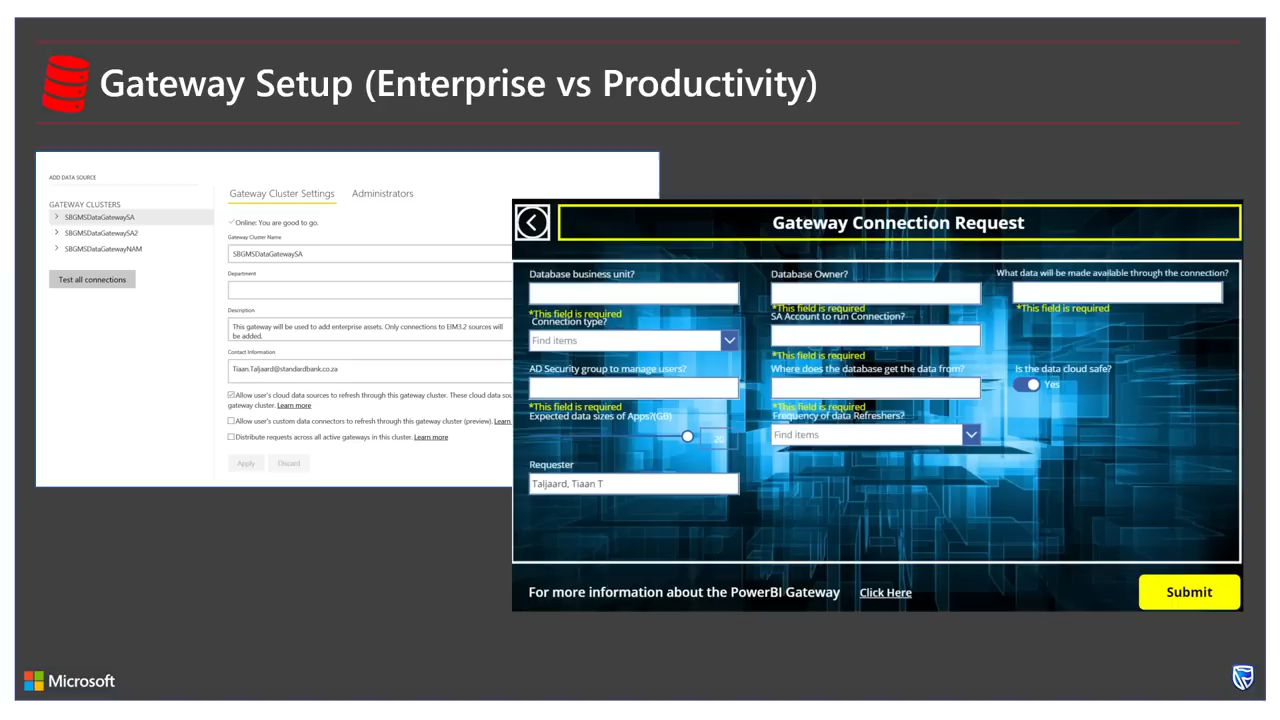 Gateway Setup (Enterprise vs Productivity)
ADD DATA SOURCE
GATEWAY CLUSTERS
SBGMSDataGatewaySA
SBGMSDataGatewaySA2
SBGMSDataGatewayNAM
Test all connections
Gateway Cluster Settings Administrators
Online: You are good to go.
Gateway Cluster Name
SBGMSDataGatewaySA
Department
Description
This gateway will be used to add enterprise assets. Only connections to EIM3.2 sources will
be added.
Contact Information
Tiaan.Taljaard@standardbank.co.za
Allow user's cloud data sources to refresh through this gateway cluster. These cloud data sou
gateway cluster. Learn more
Allow user's custom data connectors to refresh through this gateway cluster (preview). Learn
Distribute requests across all active gateways in this cluster. Learn more
Apply Discard
Gateway Connection Request
Database business unit? Database Owner? What data will be made available through the connection?
*This field is required *This field is required *This field is required
Connection type? SA Account to run Connection?
Find items
*This field is required
AD Security group to manage users? Where does the database get the data from? Is the data cloud safe?
Yes
*This field is required *This field is required
Expected data sizes of Apps?(GB) Frequency of data Refreshers?
20 Find items
Requester
Taljaard, Tiaan T
For more information about the PowerBI Gateway Click Here
Submit
Microsoft